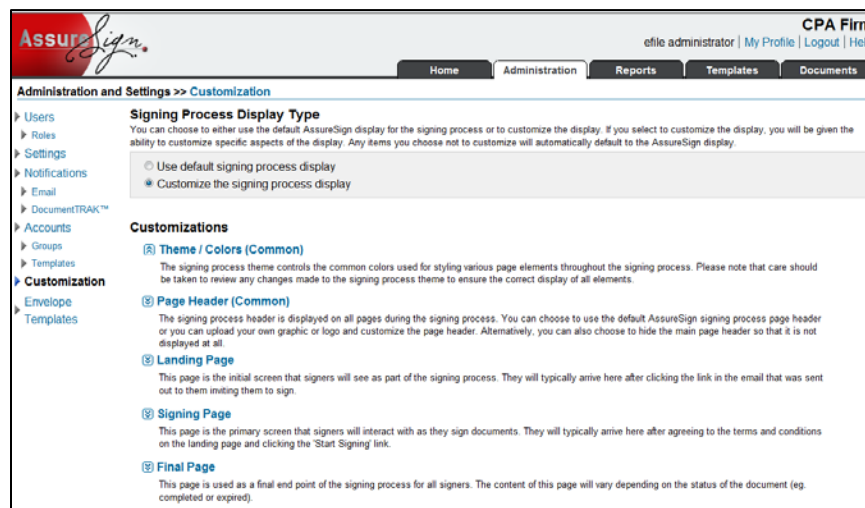 AssureSign.
CPA Firm
efile administrator | My Profile | Logout | Hel
Home Administration Reports Templates Documents
Administration and Settings >> Customization
Users
Roles
Settings
Notifications
Email
DocumentTRAK™
Accounts
Groups
Templates
Customization
Envelope
Templates
Signing Process Display Type
You can choose to either use the default AssureSign display for the signing process or to customize the display. If you select to customize the display, you will be given the
ability to customize specific aspects of the display. Any items you choose not to customize will automatically default to the AssureSign display.
Use default signing process display
Customize the signing process display
Customizations
Theme / Colors (Common)
The signing process theme controls the common colors used for styling various page elements throughout the signing process. Please note that care should
be taken to review any changes made to the signing process theme to ensure the correct display of all elements.
Page Header (Common)
The signing process header is displayed on all pages during the signing process. You can choose to use the default AssureSign signing process page header
or you can upload your own graphic or logo and customize the page header. Alternatively, you can also choose to hide the main page header so that it is not
displayed at all.
Landing Page
This page is the initial screen that signers will see as part of the signing process. They will typically arrive here after clicking the link in the email that was sent
out to them inviting them to sign.
Signing Page
This page is the primary screen that signers will interact with as they sign documents. They will typically arrive here after agreeing to the terms and conditions
on the landing page and clicking the 'Start Signing' link.
Final Page
This page is used as a final end point of the signing process for all signers. The content of this page will vary depending on the status of the document (eg.
completed or expired).